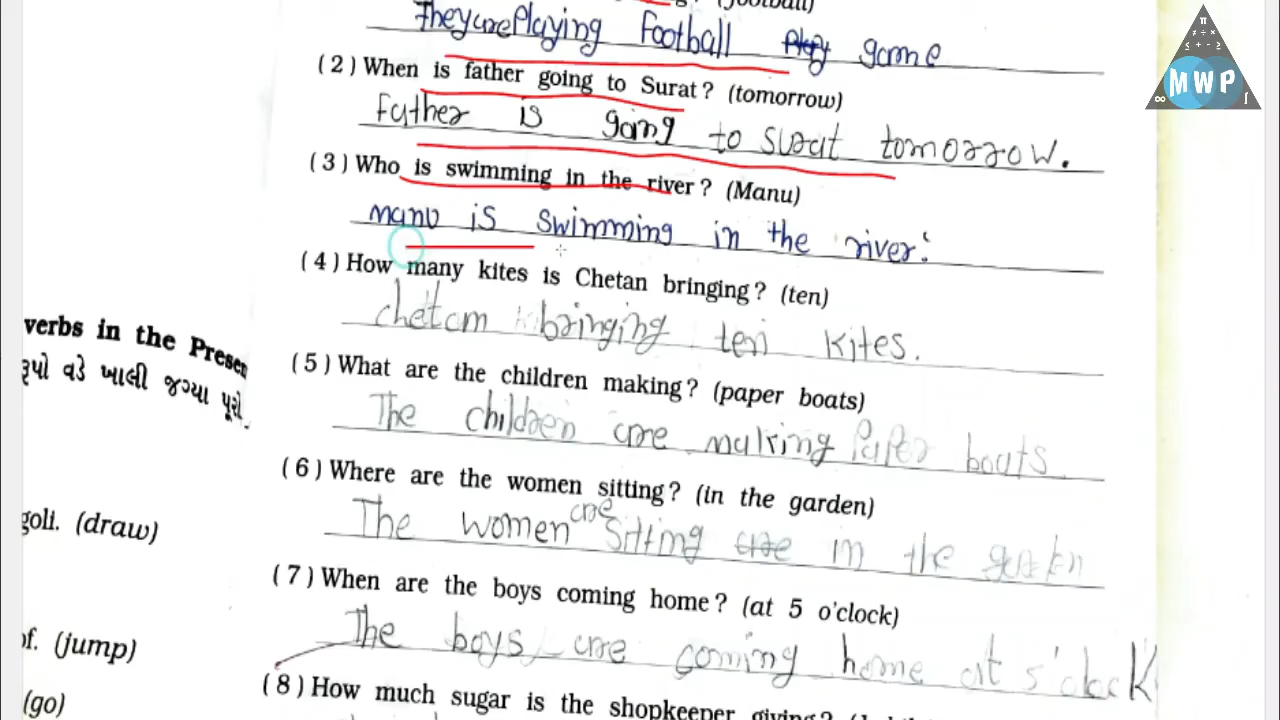 They are Playing football game
(2) When is father going to Surat? (tomorrow)
Father is going to surat tomorrow.
(3) Who is swimming in the river? (Manu)
manu is swimming in the river.
(4) How many kites is Chetan bringing? (ten)
chetan bringing ten kites.
(5) What are the children making? (paper boats)
The children are making Paper boats
(6) Where are the women sitting? (in the garden)
The women are sitting in the garden
(7) When are the boys coming home? (at 5 o'clock)
The boys are coming home at 5'clock
(8) How much sugar is the shopkeeper giving?
verbs in the Presen
રૂપો વડે ખાલી જગ્યા પૂરો.
goli. (draw)
of. (jump)
(go)
MWP